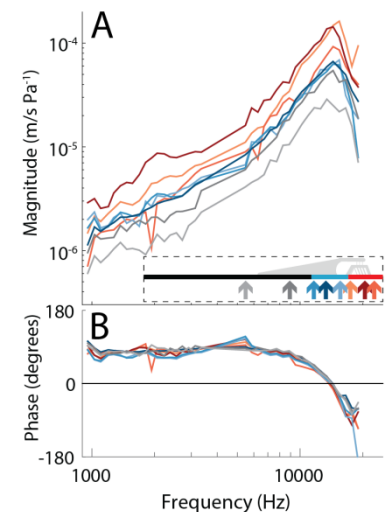 A
10⁻⁴
10⁻⁵
10⁻⁶
Magnitude (m/s Pa⁻¹)
B
180
0
-180
Phase (degrees)
1000
10000
Frequency (Hz)